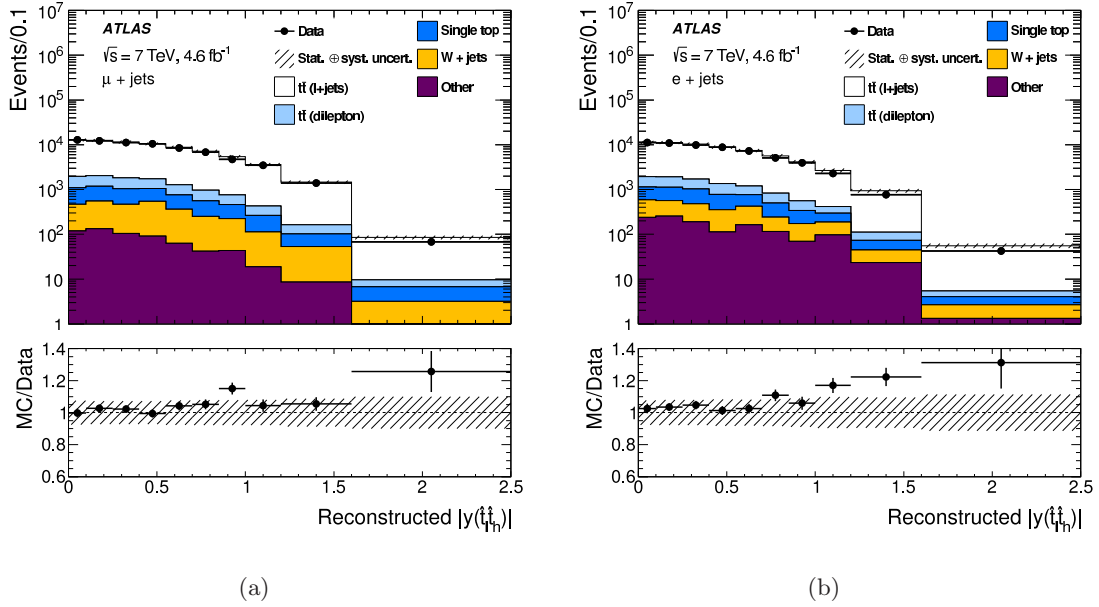 ATLAS
√s = 7 TeV, 4.6 fb⁻¹
μ + jets
Data
Stat. ⊕ syst. uncert.
tt̄ (l+jets)
tt̄ (dilepton)
Single top
W + jets
Other
Events/0.1
10⁷
10⁶
10⁵
10⁴
10³
10²
10
1
MC/Data
1.4
1.2
1
0.8
0.6
0 0.5 1 1.5 2 2.5
Reconstructed |y(t̂ₗt̂ₕ)|
(a)
ATLAS
√s = 7 TeV, 4.6 fb⁻¹
e + jets
Data
Stat. ⊕ syst. uncert.
tt̄ (l+jets)
tt̄ (dilepton)
Single top
W + jets
Other
Events/0.1
10⁷
10⁶
10⁵
10⁴
10³
10²
10
1
MC/Data
1.4
1.2
1
0.8
0.6
0 0.5 1 1.5 2 2.5
Reconstructed |y(t̂ₗt̂ₕ)|
(b)